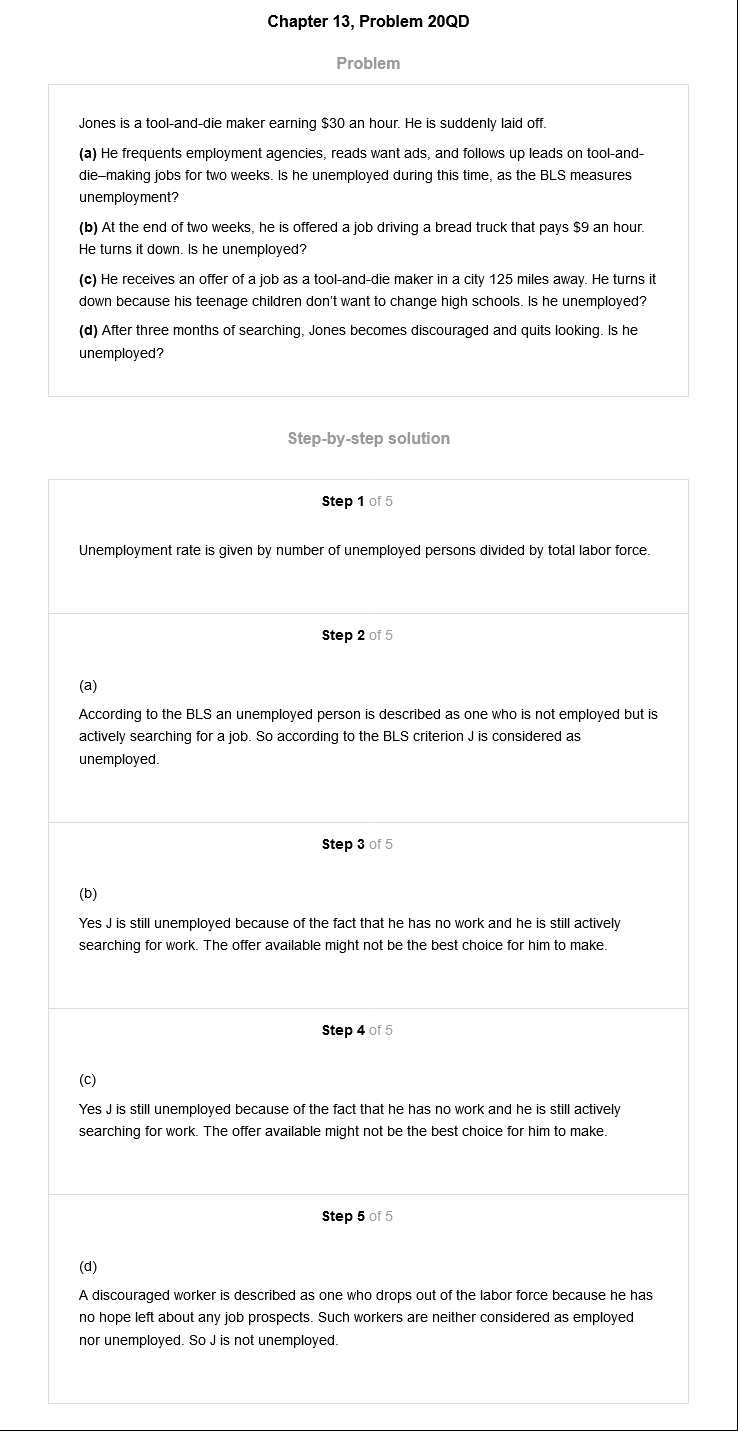 Chapter 13, Problem 20QD
Problem
Jones is a tool-and-die maker earning $30 an hour. He is suddenly laid off.
(a) He frequents employment agencies, reads want ads, and follows up leads on tool-and-
die–making jobs for two weeks. Is he unemployed during this time, as the BLS measures
unemployment?
(b) At the end of two weeks, he is offered a job driving a bread truck that pays $9 an hour.
He turns it down. Is he unemployed?
(c) He receives an offer of a job as a tool-and-die maker in a city 125 miles away. He turns it
down because his teenage children don't want to change high schools. Is he unemployed?
(d) After three months of searching, Jones becomes discouraged and quits looking. Is he
unemployed?
Step-by-step solution
Step 1 of 5
Unemployment rate is given by number of unemployed persons divided by total labor force.
Step 2 of 5
(a)
According to the BLS an unemployed person is described as one who is not employed but is
actively searching for a job. So according to the BLS criterion J is considered as
unemployed.
Step 3 of 5
(b)
Yes J is still unemployed because of the fact that he has no work and he is still actively
searching for work. The offer available might not be the best choice for him to make.
Step 4 of 5
(c)
Yes J is still unemployed because of the fact that he has no work and he is still actively
searching for work. The offer available might not be the best choice for him to make.
Step 5 of 5
(d)
A discouraged worker is described as one who drops out of the labor force because he has
no hope left about any job prospects. Such workers are neither considered as employed
nor unemployed. So J is not unemployed.